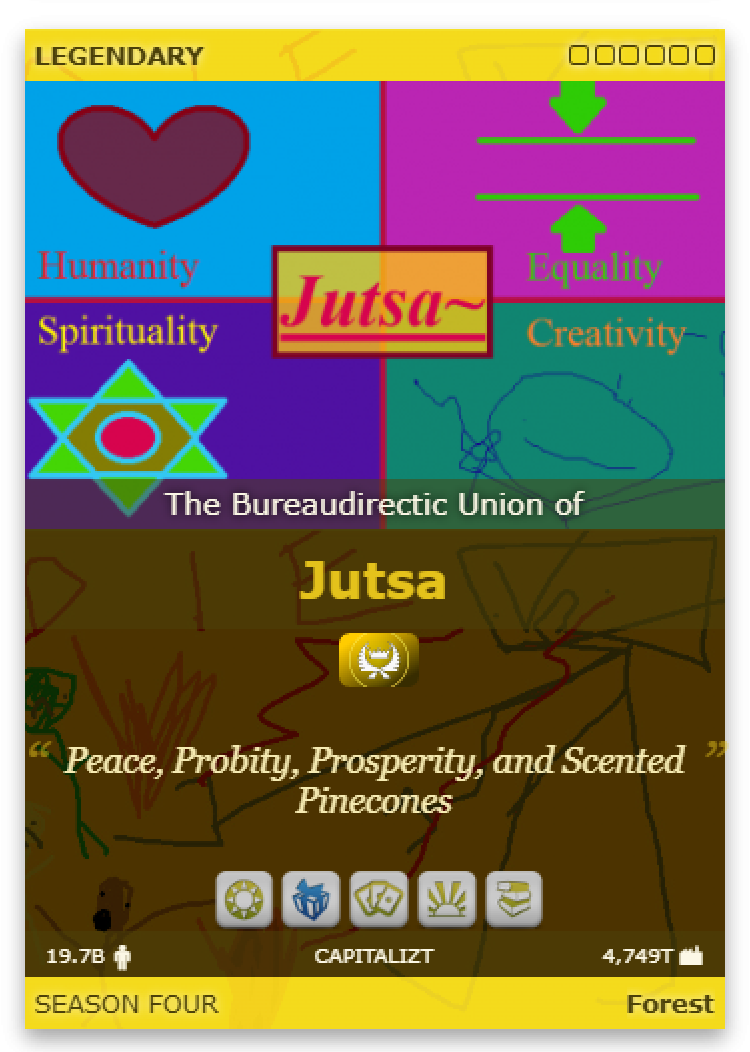 LEGENDARY
Humanity
Equality
Jutsa~
Spirituality
Creativity
The Bureaudirectic Union of
Jutsa
“ Peace, Probity, Prosperity, and Scented ”
Pinecones
19.7B CAPITALIZT 4,749T
SEASON FOUR Forest